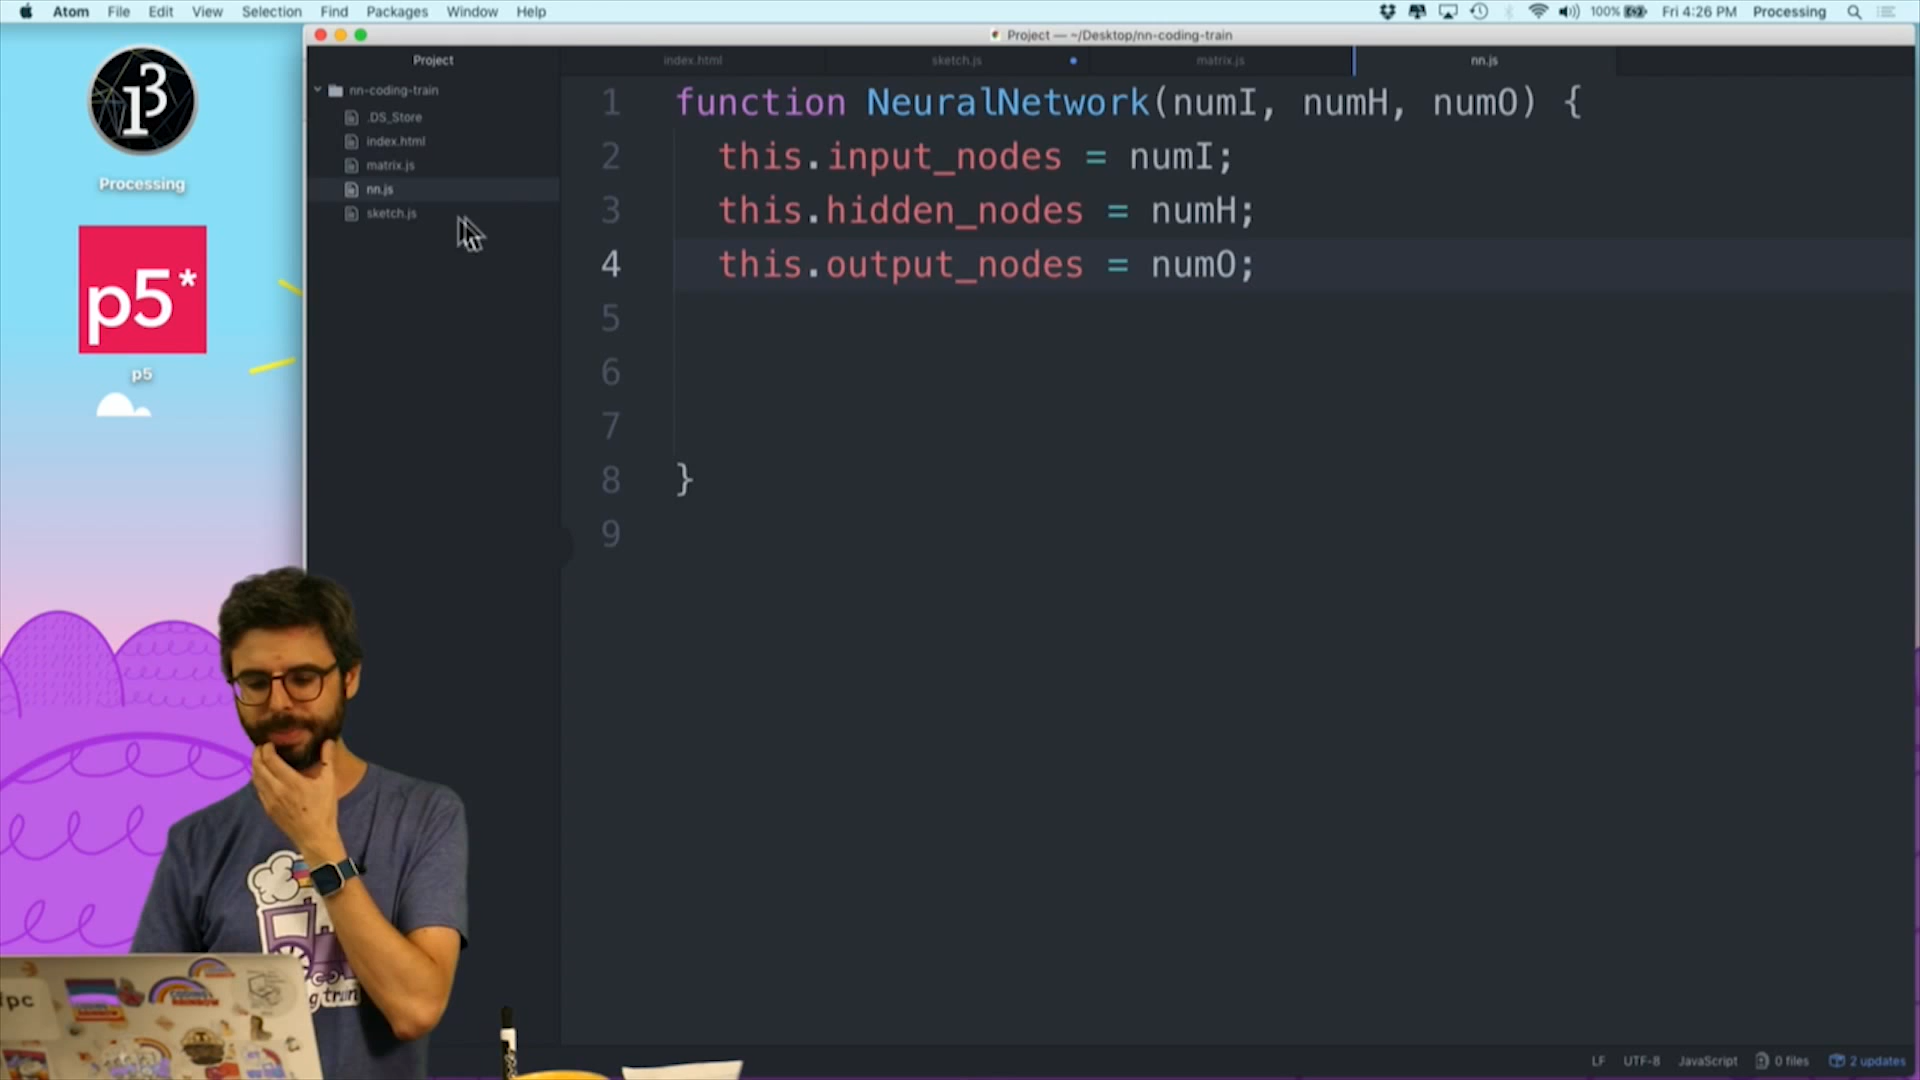 Atom File Edit View Selection Find Packages Window Help
100% Fri 4:26 PM Processing
Project — ~/Desktop/nn-coding-train
Project
index.html
sketch.js
matrix.js
nn.js
nn-coding-train
.DS_Store
index.html
matrix.js
nn.js
sketch.js
Processing
p5*
p5
1 function NeuralNetwork(numI, numH, numO) {
2 this.input_nodes = numI;
3 this.hidden_nodes = numH;
4 this.output_nodes = numO;
5
6
7
8 }
9
fpc
CODING
RAINBOW
LF UTF-8 JavaScript 0 files 2 updates